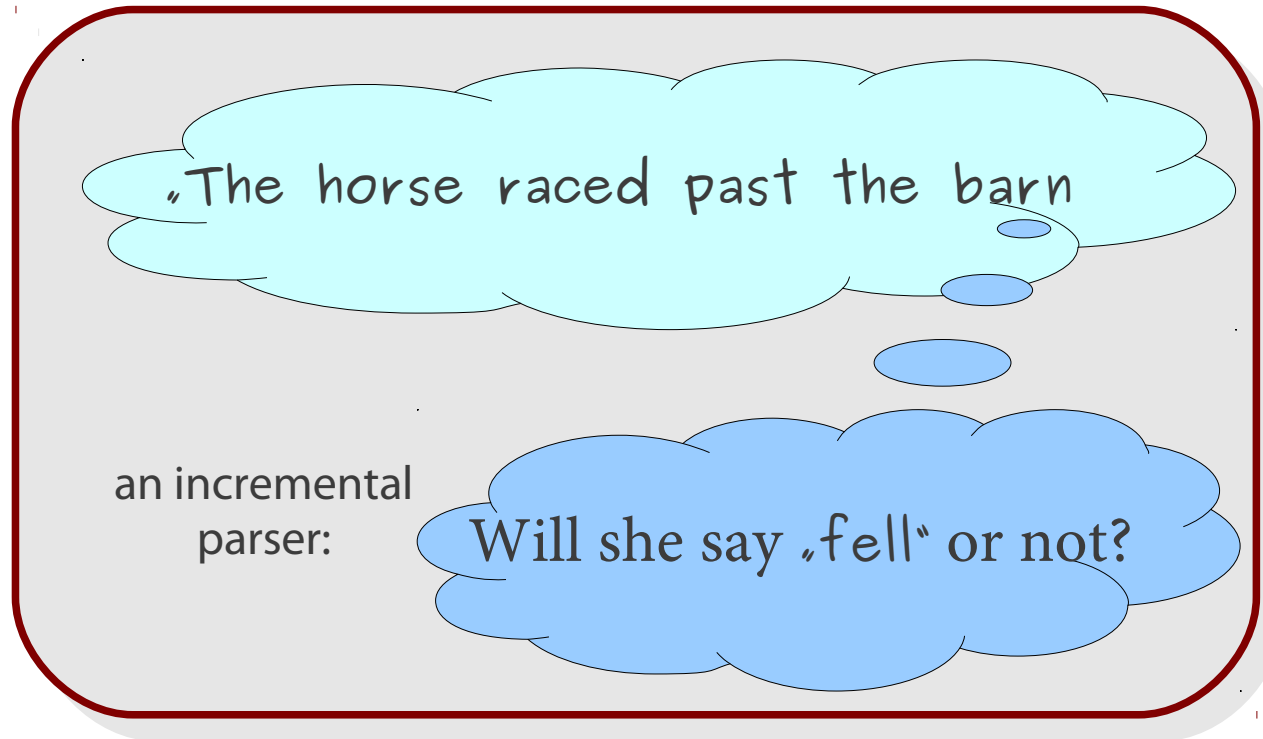 „The horse raced past the barn
an incremental
parser:
Will she say „fell“ or not?